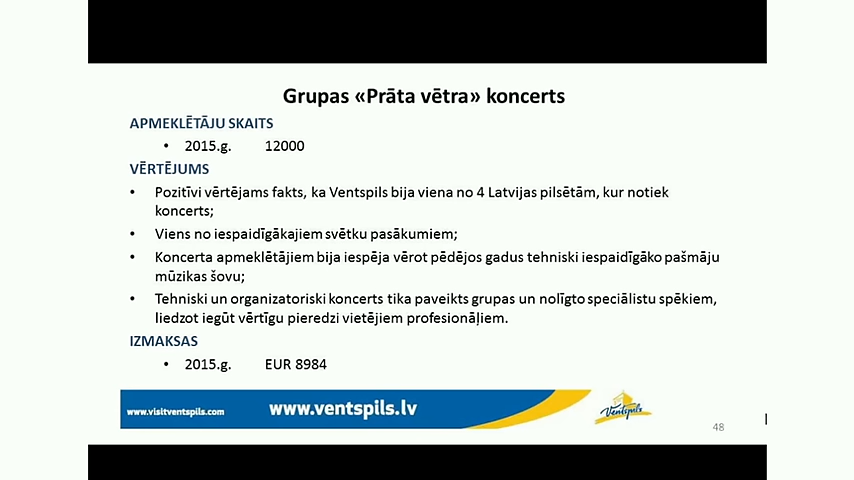 Grupas «Prāta vētra» koncerts
APMEKLĒTĀJU SKAITS
• 2015.g. 12000
VĒRTĒJUMS
• Pozitīvi vērtējams fakts, ka Ventspils bija viena no 4 Latvijas pilsētām, kur notiek
koncerts;
• Viens no iespaidīgākajiem svētku pasākumiem;
• Koncerta apmeklētājiem bija iespēja vērot pēdējos gadus tehniski iespaidīgāko pašmāju
mūzikas šovu;
• Tehniski un organizatoriski koncerts tika paveikts grupas un nolīgto speciālistu spēkiem,
liedzot iegūt vērtīgu pieredzi vietējiem profesionāļiem.
IZMAKSAS
• 2015.g. EUR 8984
www.visitventspils.com www.ventspils.lv Ventspils
48